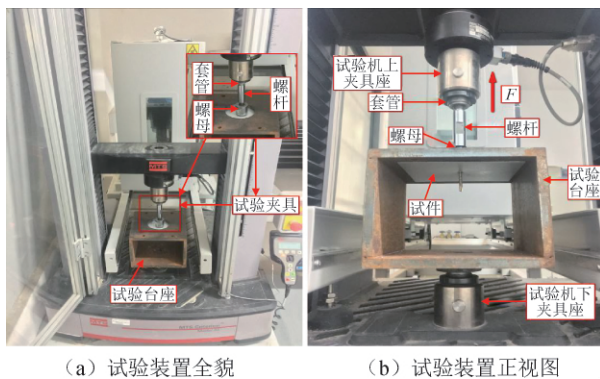 套管
螺母
螺杆
试验夹具
试验台座
MTS
(a) 试验装置全貌
试验机上
夹具座
套管
螺母
F
螺杆
试件
试验
台座
试验机下
夹具座
(b) 试验装置正视图